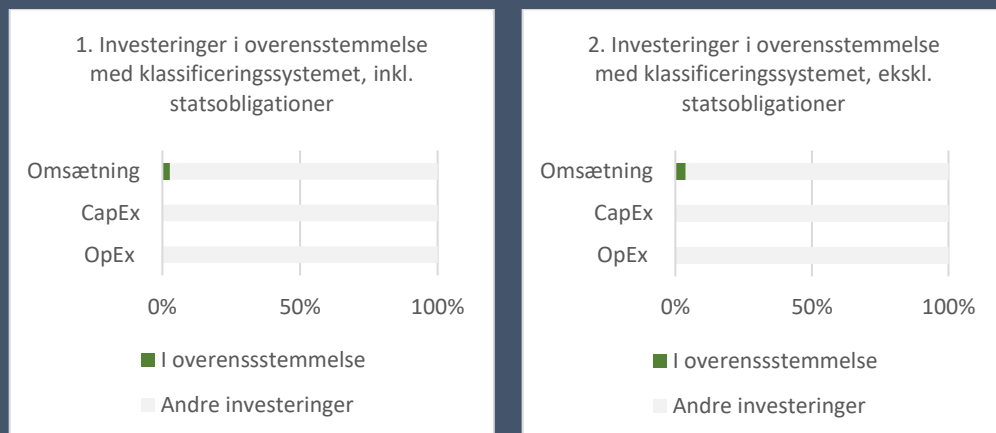 1. Investeringer i overensstemmelse
med klassificeringssystemet, inkl.
statsobligationer
Omsætning
CapEx
OpEx
0% 50% 100%
I overenssstemmelse
Andre investeringer
2. Investeringer i overensstemmelse
med klassificeringssystemet, ekskl.
statsobligationer
Omsætning
CapEx
OpEx
0% 50% 100%
I overenssstemmelse
Andre investeringer